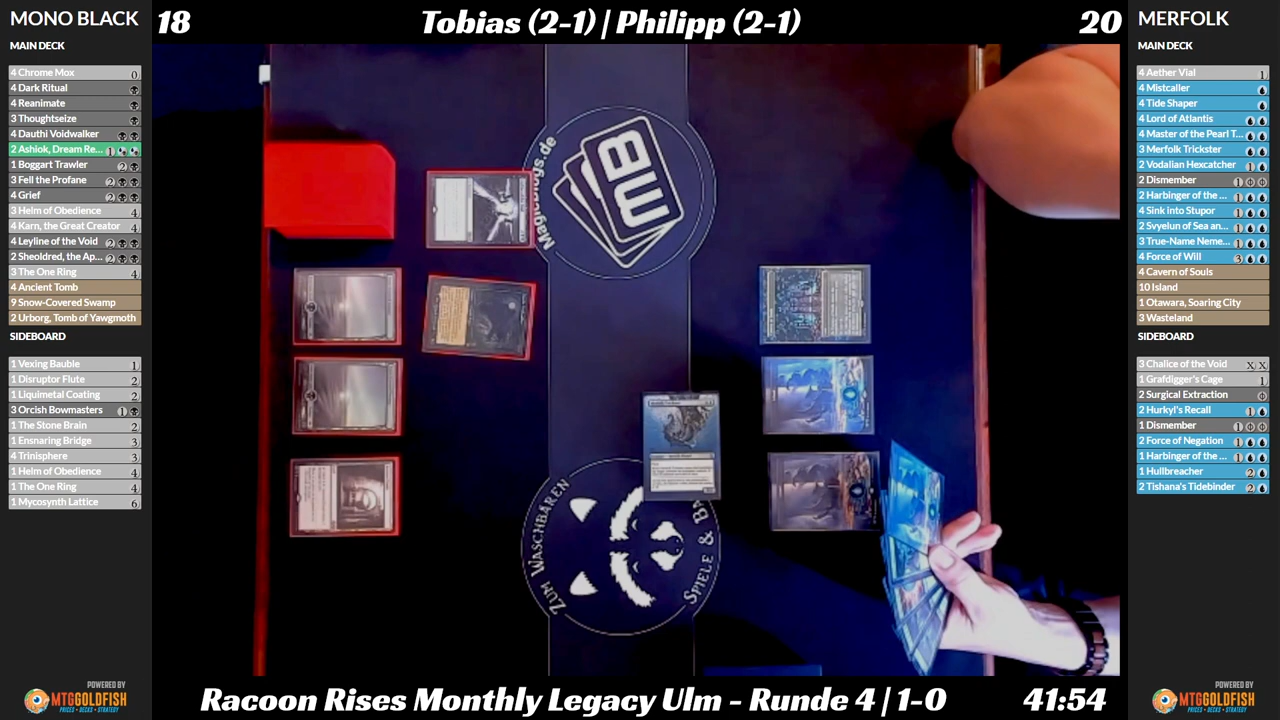 MONO BLACK
MAIN DECK
4 Chrome Mox 0
4 Dark Ritual
4 Reanimate
3 Thoughtseize
4 Dauthi Voidwalker
2 Ashiok, Dream Re... 1
1 Boggart Trawler 2
3 Fell the Profane 2
4 Grief 2
3 Helm of Obedience 4
4 Karn, the Great Creator 4
4 Leyline of the Void 2
2 Sheoldred, the Ap... 2
3 The One Ring 4
4 Ancient Tomb
9 Snow-Covered Swamp
2 Urborg, Tomb of Yawgmoth
SIDEBOARD
1 Vexing Bauble 1
1 Disruptor Flute 2
1 Liquimetal Coating 2
3 Orcish Bowmasters 1
1 The Stone Brain 2
1 Ensnaring Bridge 3
4 Trinisphere 3
1 Helm of Obedience 4
1 The One Ring 4
1 Mycosynth Lattice 6
POWERED BY
MTGGOLDFISH
PRICES • DECKS • STRATEGY
18
Tobias (2-1) | Philipp (2-1)
20
Magicblogs.de
MB
ZUM WASCHBÄREN
SPIELE & BA
Racoon Rises Monthly Legacy Ulm - Runde 4 | 1-0
41:54
MERFOLK
MAIN DECK
4 Aether Vial 1
4 Mistcaller
4 Tide Shaper
4 Lord of Atlantis
4 Master of the Pearl T...
3 Merfolk Trickster
2 Vodalian Hexcatcher 1
2 Dismember 1
2 Harbinger of the ... 1
4 Sink into Stupor 1
2 Svyelun of Sea an... 1
3 True-Name Neme... 1
4 Force of Will 3
4 Cavern of Souls
10 Island
1 Otawara, Soaring City
3 Wasteland
SIDEBOARD
3 Chalice of the Void X X
1 Grafdigger's Cage 1
2 Surgical Extraction
2 Hurkyl's Recall 1
1 Dismember 1
2 Force of Negation 1
1 Harbinger of the ... 1
1 Hullbreacher 2
2 Tishana's Tidebinder 2
POWERED BY
MTGGOLDFISH
PRICES • DECKS • STRATEGY